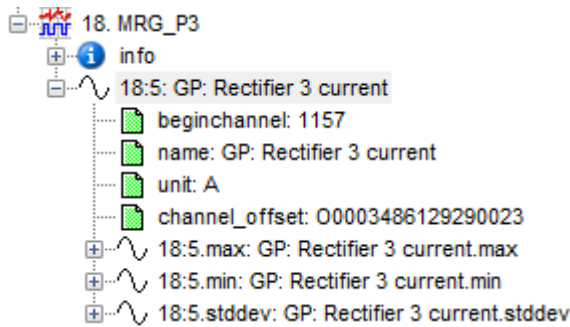 18. MRG_P3
info
18:5: GP: Rectifier 3 current
beginchannel: 1157
name: GP: Rectifier 3 current
unit: A
channel_offset: O0003486129290023
18:5.max: GP: Rectifier 3 current.max
18:5.min: GP: Rectifier 3 current.min
18:5.stddev: GP: Rectifier 3 current.stddev